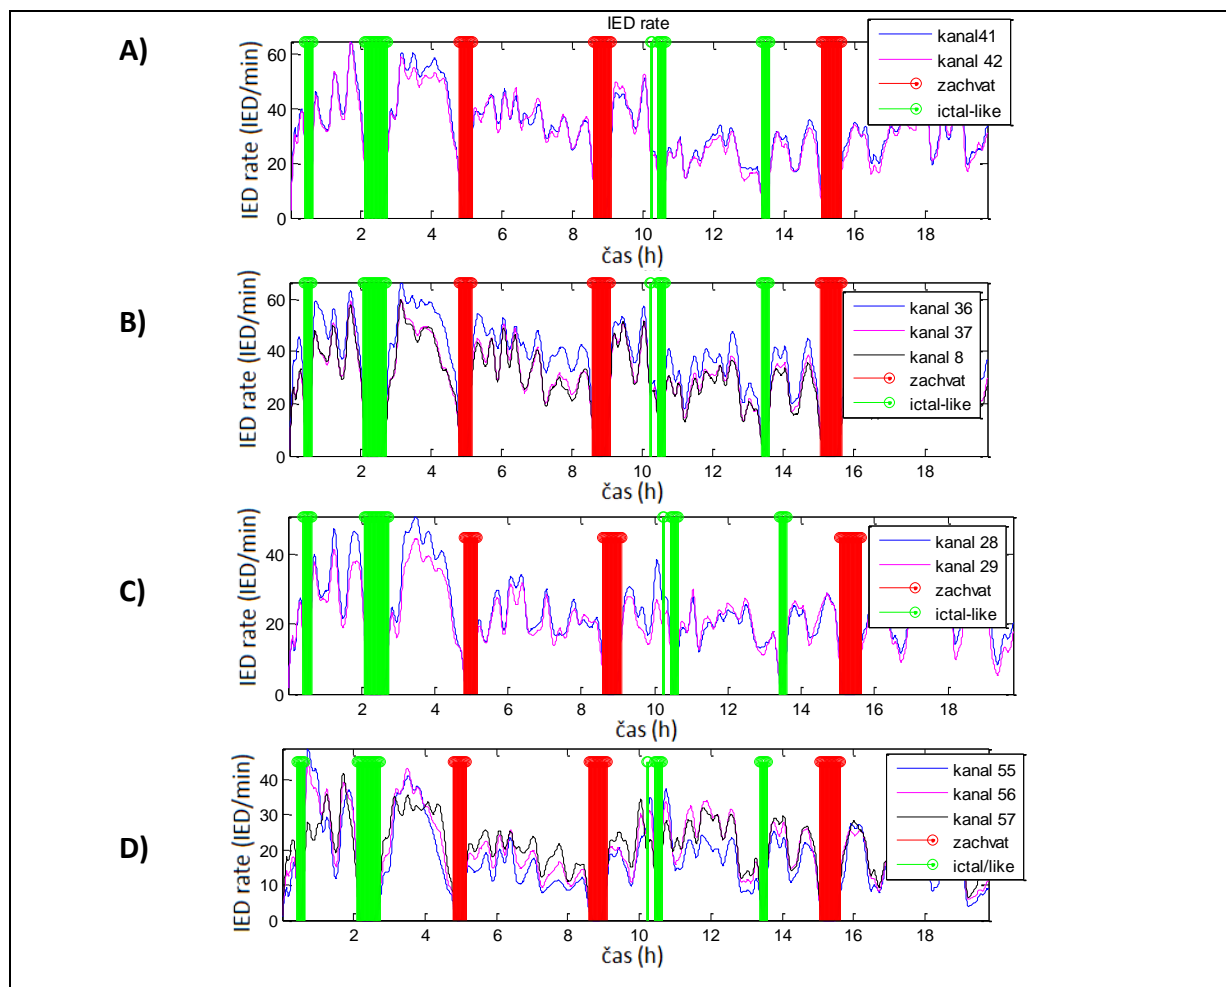 IED rate
A)
IED rate (IED/min)
60
40
20
0
2 4 6 8 10 12 14 16 18
čas (h)
kanal41
kanal 42
zachvat
ictal-like
B)
IED rate (IED/min)
60
40
20
0
2 4 6 8 10 12 14 16 18
čas (h)
kanal 36
kanal 37
kanal 8
zachvat
ictal-like
C)
IED rate (IED/min)
40
20
0
2 4 6 8 10 12 14 16 18
čas (h)
kanal 28
kanal 29
zachvat
ictal-like
D)
IED rate (IED/min)
40
30
20
10
0
2 4 6 8 10 12 14 16 18
čas (h)
kanal 55
kanal 56
kanal 57
zachvat
ictal/like